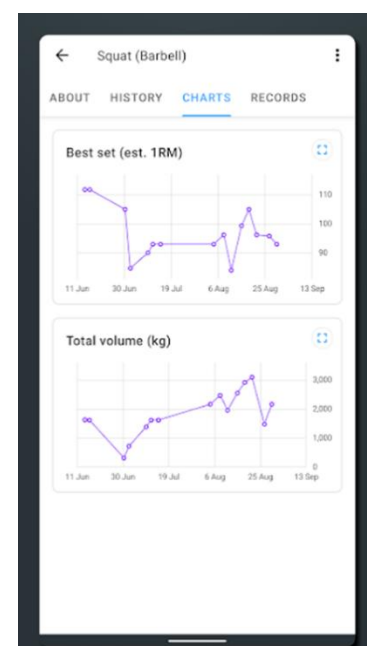 Squat (Barbell)
ABOUT HISTORY CHARTS RECORDS
Best set (est. 1RM)
110
100
90
11 Jun 30 Jun 19 Jul 6 Aug 25 Aug 13 Sep
Total volume (kg)
3,000
2,000
1,000
0
11 Jun 30 Jun 19 Jul 6 Aug 25 Aug 13 Sep